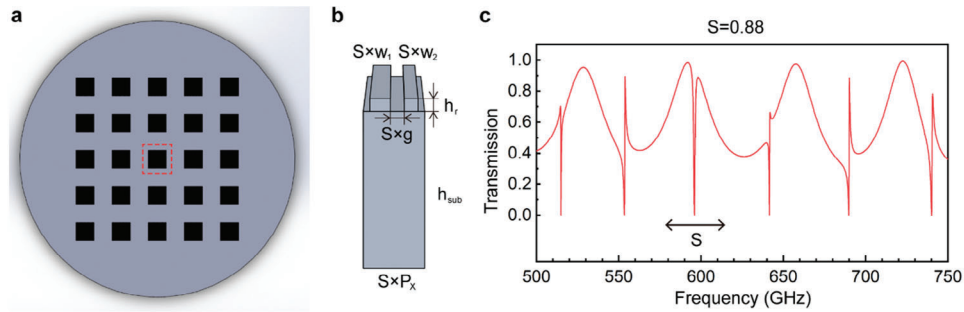 a
b
S×w₁ S×w₂
hᵣ
S×g
h_sub
S×Pₓ
c
S=0.88
Transmission
1.0
0.8
0.6
0.4
0.2
0.0
S
500 550 600 650 700 750
Frequency (GHz)